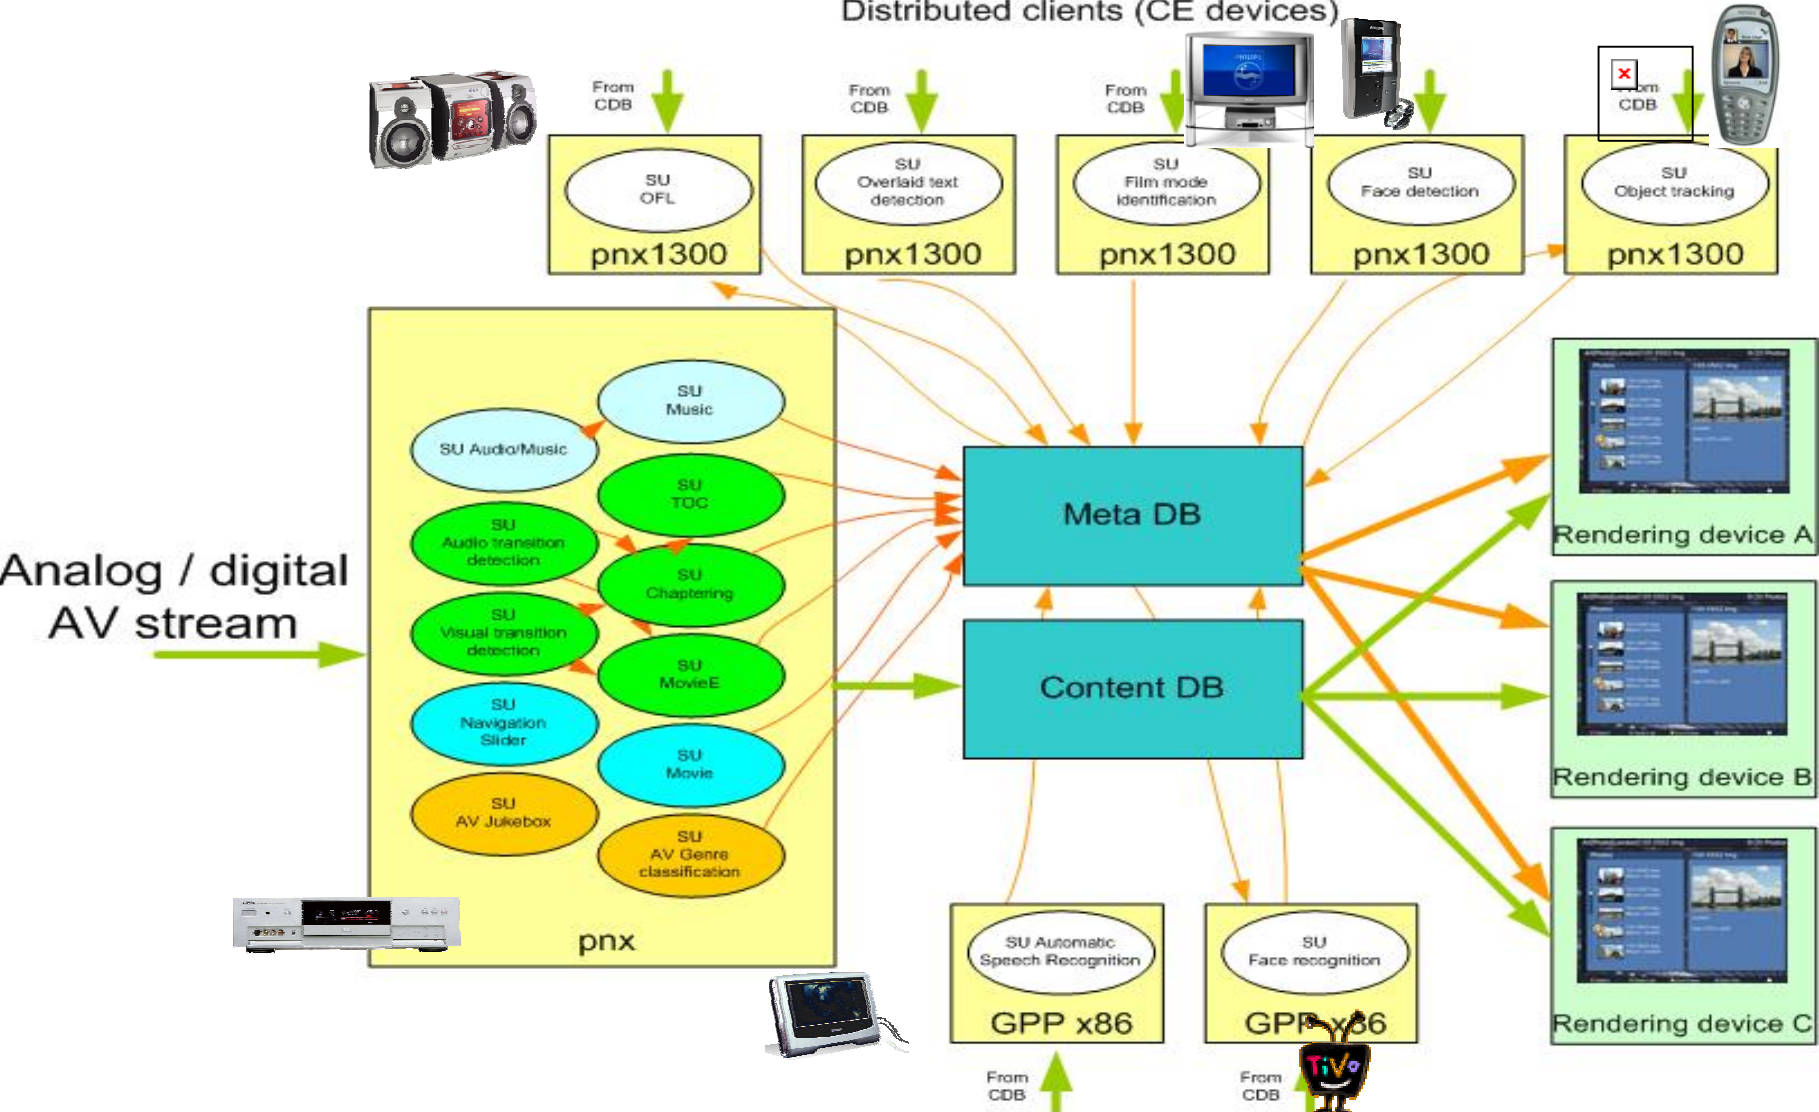 Distributed clients (CE devices)
From
CDB
From
CDB
From
CDB
CDB
SU
OFL
pnx1300
SU
Overlaid text
detection
pnx1300
SU
Film mode
identification
pnx1300
SU
Face detection
pnx1300
SU
Object tracking
pnx1300
Analog / digital
AV stream
SU
Music
SU Audio/Music
SU
TOC
SU
Audio transition
detection
SU
Chaptering
SU
Visual transition
detection
SU
MovieE
SU
Navigation
Slider
SU
Movie
SU
AV Jukebox
SU
AV Genre
classification
pnx
Meta DB
Content DB
Rendering device A
Rendering device B
Rendering device C
SU Automatic
Speech Recognition
GPP x86
SU
Face recognition
GPP x86
From
CDB
From
CDB
TiVo